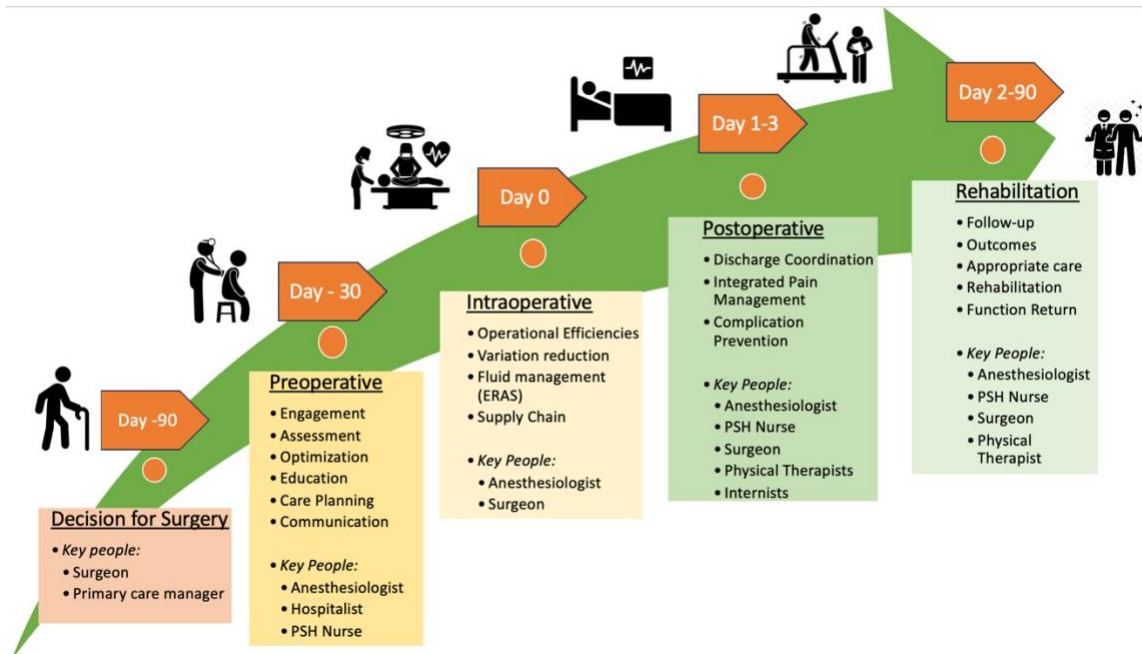 Day -90
Decision for Surgery
• Key people:
• Surgeon
• Primary care manager
Day - 30
Preoperative
• Engagement
• Assessment
• Optimization
• Education
• Care Planning
• Communication
• Key People:
• Anesthesiologist
• Hospitalist
• PSH Nurse
Day 0
Intraoperative
• Operational Efficiencies
• Variation reduction
• Fluid management
(ERAS)
• Supply Chain
• Key People:
• Anesthesiologist
• Surgeon
Day 1-3
Postoperative
• Discharge Coordination
• Integrated Pain
Management
• Complication
Prevention
• Key People:
• Anesthesiologist
• PSH Nurse
• Surgeon
• Physical Therapists
• Internists
Day 2-90
Rehabilitation
• Follow-up
• Outcomes
• Appropriate care
• Rehabilitation
• Function Return
• Key People:
• Anesthesiologist
• PSH Nurse
• Surgeon
• Physical
Therapist